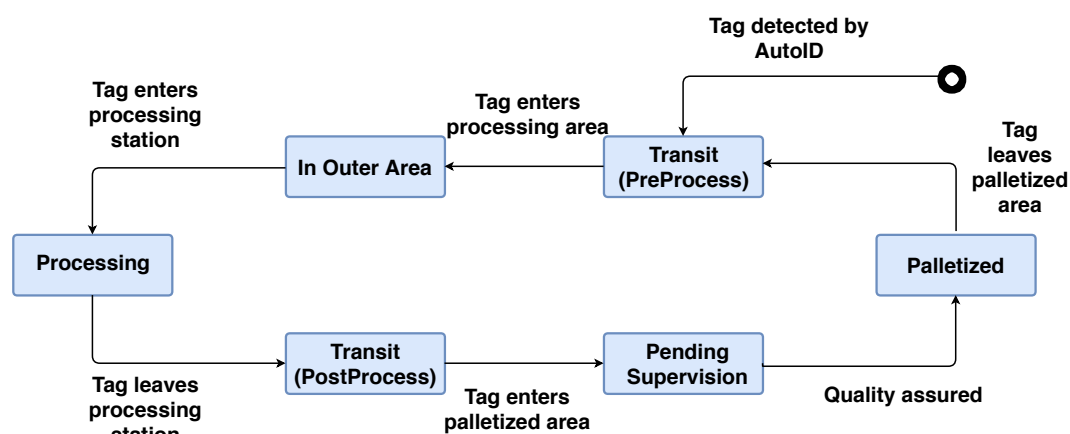 Tag detected by
AutoID
Tag enters
processing
station
Tag enters
processing area
Tag
leaves
palletized
area
In Outer Area
Transit
(PreProcess)
Processing
Palletized
Transit
(PostProcess)
Pending
Supervision
Tag leaves
processing
station
Tag enters
palletized area
Quality assured